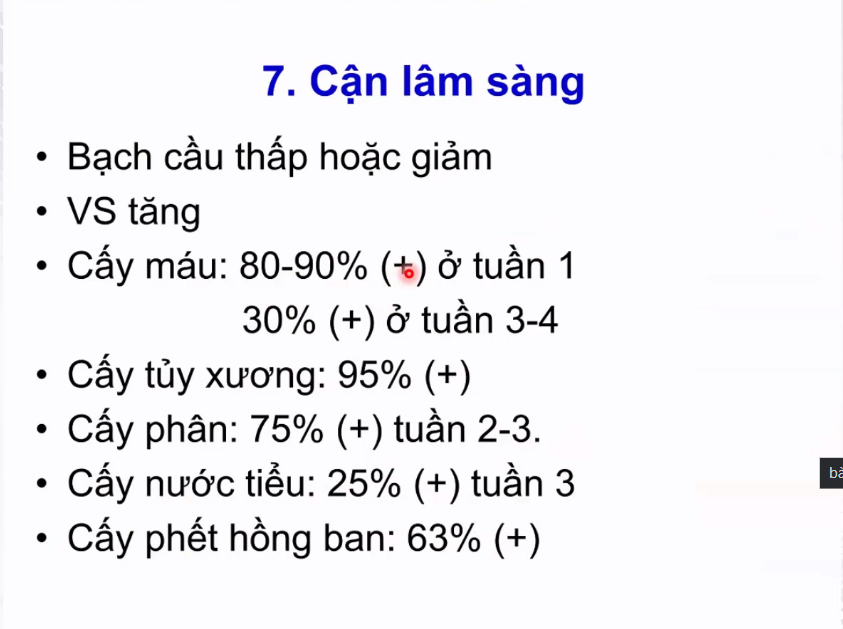 7. Cận lâm sàng
• Bạch cầu thấp hoặc giảm
• VS tăng
• Cấy máu: 80-90% (+) ở tuần 1
30% (+) ở tuần 3-4
• Cấy tủy xương: 95% (+)
• Cấy phân: 75% (+) tuần 2-3.
• Cấy nước tiểu: 25% (+) tuần 3
• Cấy phết hồng ban: 63% (+)